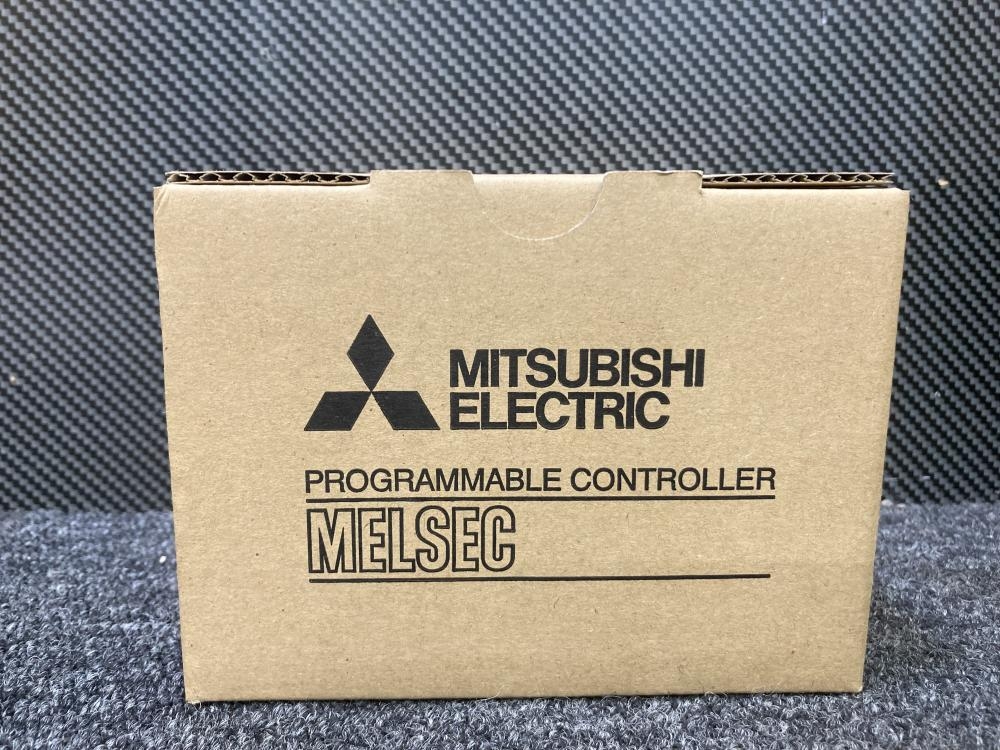 MITSUBISHI
ELECTRIC
PROGRAMMABLE CONTROLLER
MELSEC